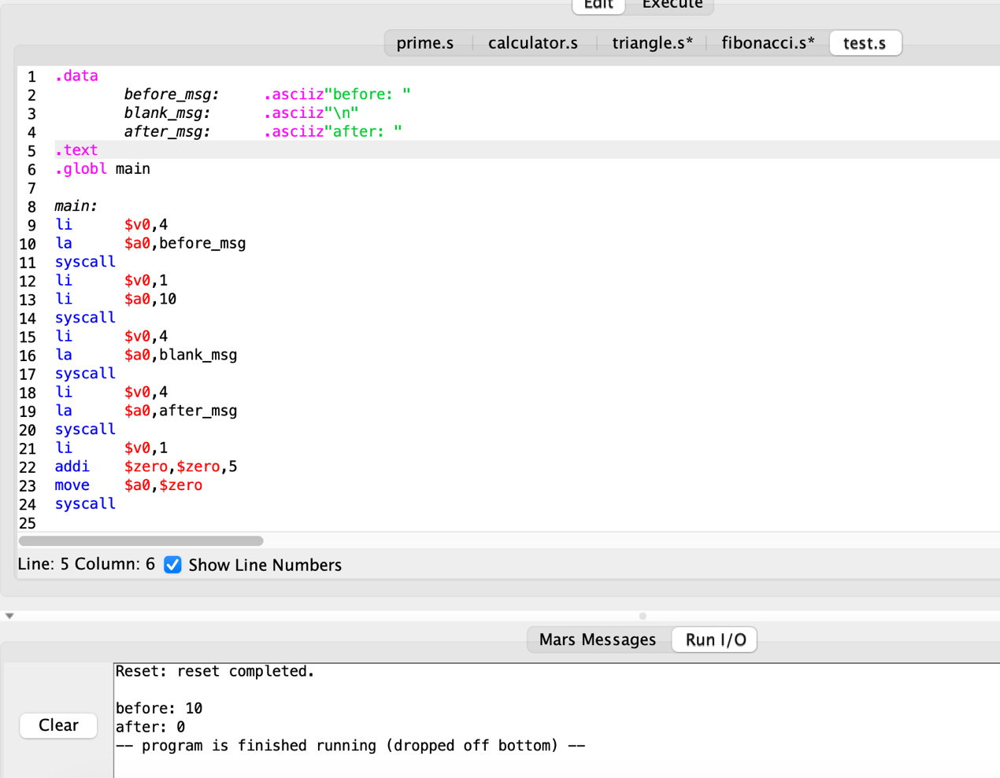 Edit Execute
prime.s calculator.s triangle.s* fibonacci.s* test.s
1 .data
2 before_msg: .asciiz"before: "
3 blank_msg: .asciiz"\n"
4 after_msg: .asciiz"after: "
5 .text
6 .globl main
7
8 main:
9 li $v0,4
10 la $a0,before_msg
11 syscall
12 li $v0,1
13 li $a0,10
14 syscall
15 li $v0,4
16 la $a0,blank_msg
17 syscall
18 li $v0,4
19 la $a0,after_msg
20 syscall
21 li $v0,1
22 addi $zero,$zero,5
23 move $a0,$zero
24 syscall
25
Line: 5 Column: 6 Show Line Numbers
Mars Messages Run I/O
Clear
Reset: reset completed.
before: 10
after: 0
-- program is finished running (dropped off bottom) --